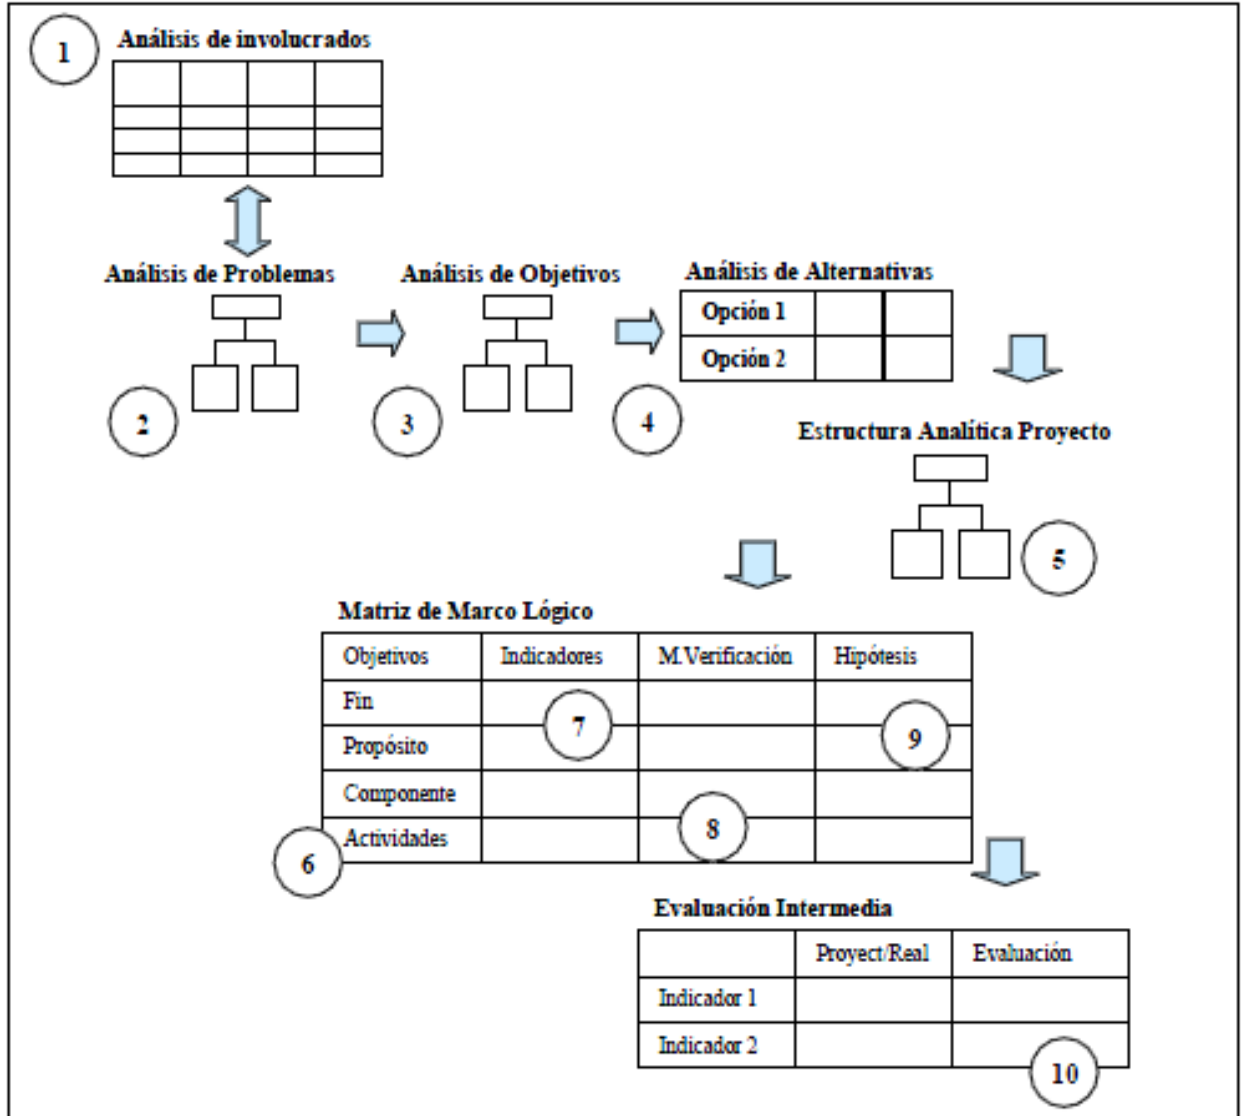 1
Análisis de involucrados
Análisis de Problemas
Análisis de Objetivos
Análisis de Alternativas
Opción 1
Opción 2
2
3
4
Estructura Analítica Proyecto
5
Matriz de Marco Lógico
Objetivos Indicadores M.Verificación Hipótesis
Fin
7
9
Propósito
Componente
8
Actividades
6
Evaluación Intermedia
Proyect/Real Evaluación
Indicador 1
Indicador 2
10